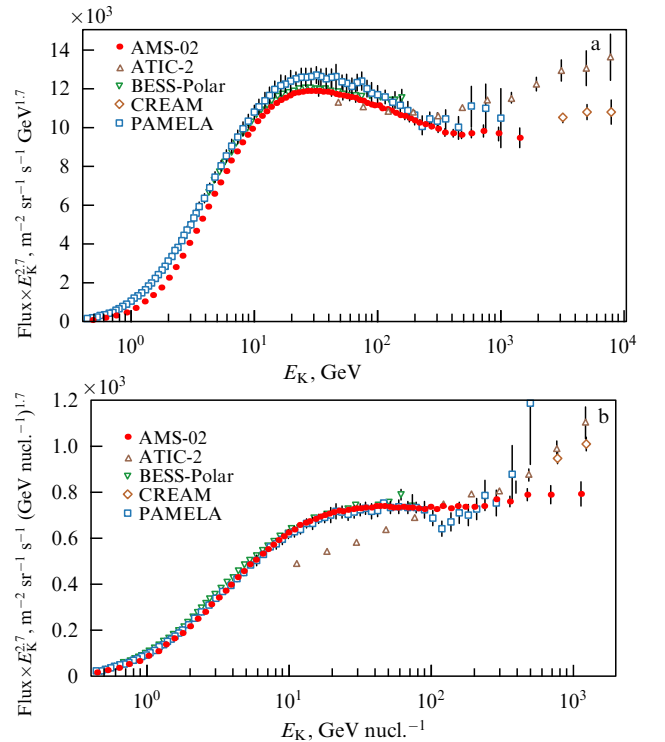 ×10³
14
12
10
8
6
4
2
0
a
AMS-02
ATIC-2
BESS-Polar
CREAM
PAMELA
Flux×E_K^2.7, m⁻² sr⁻¹ s⁻¹ GeV^1.7
10⁰ 10¹ 10² 10³ 10⁴
E_K, GeV
×10³
1.2
1.0
0.8
0.6
0.4
0.2
0
b
AMS-02
ATIC-2
BESS-Polar
CREAM
PAMELA
Flux×E_K^2.7, m⁻² sr⁻¹ s⁻¹ (GeV nucl.⁻¹)^1.7
10⁰ 10¹ 10² 10³
E_K, GeV nucl.⁻¹